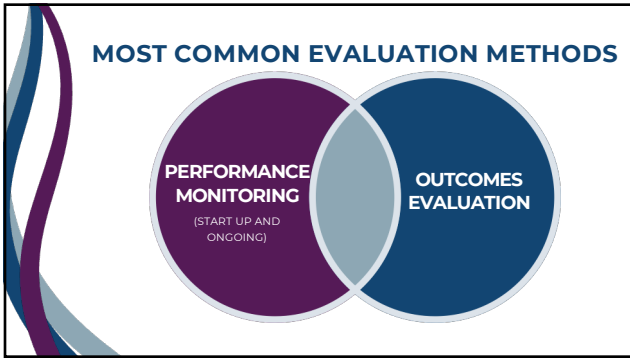 MOST COMMON EVALUATION METHODS
PERFORMANCE
MONITORING
(START UP AND
ONGOING)
OUTCOMES
EVALUATION